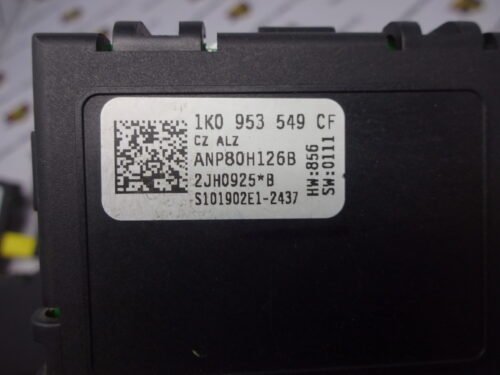 1K0 953 549 CF
CZ ALZ
ANP80H126B
2JH0925*B
S101902E1-2437
HW:856
SW:0111